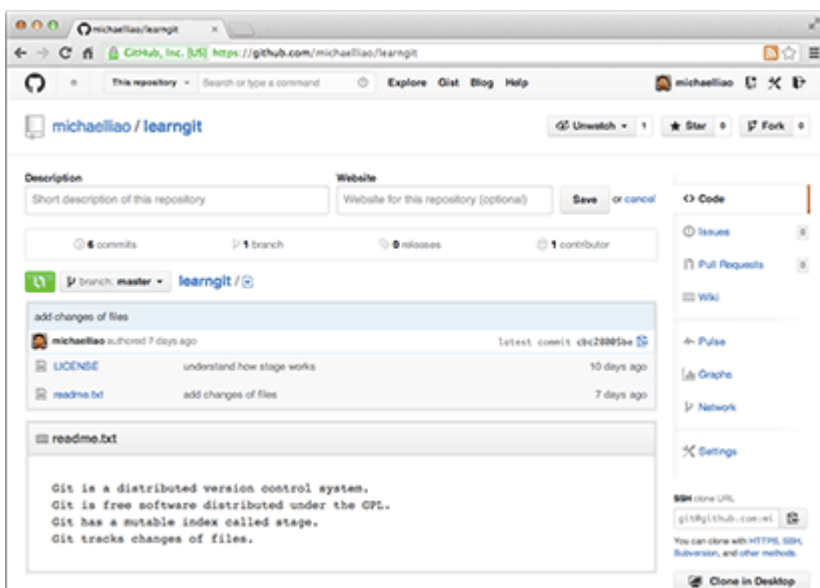 michaelliao/learngit
GitHub, Inc. [US] https://github.com/michaelliao/learngit
This repository Search or type a command Explore Gist Blog Help michaelliao
michaelliao / learngit Unwatch 1 Star 0 Fork 0
Description Website
Short description of this repository Website for this repository (optional) Save or cancel
6 commits 1 branch 0 releases 1 contributor
branch: master learngit /
add changes of files
michaelliao authored 7 days ago latest commit cbc28005be
LICENSE understand how stage works 10 days ago
readme.txt add changes of files 7 days ago
readme.txt
Git is a distributed version control system.
Git is free software distributed under the GPL.
Git has a mutable index called stage.
Git tracks changes of files.
Code
Issues 0
Pull Requests 0
Wiki
Pulse
Graphs
Network
Settings
SSH clone URL
git@github.com:mi
You can clone with HTTPS, SSH,
Subversion, and other methods.
Clone in Desktop